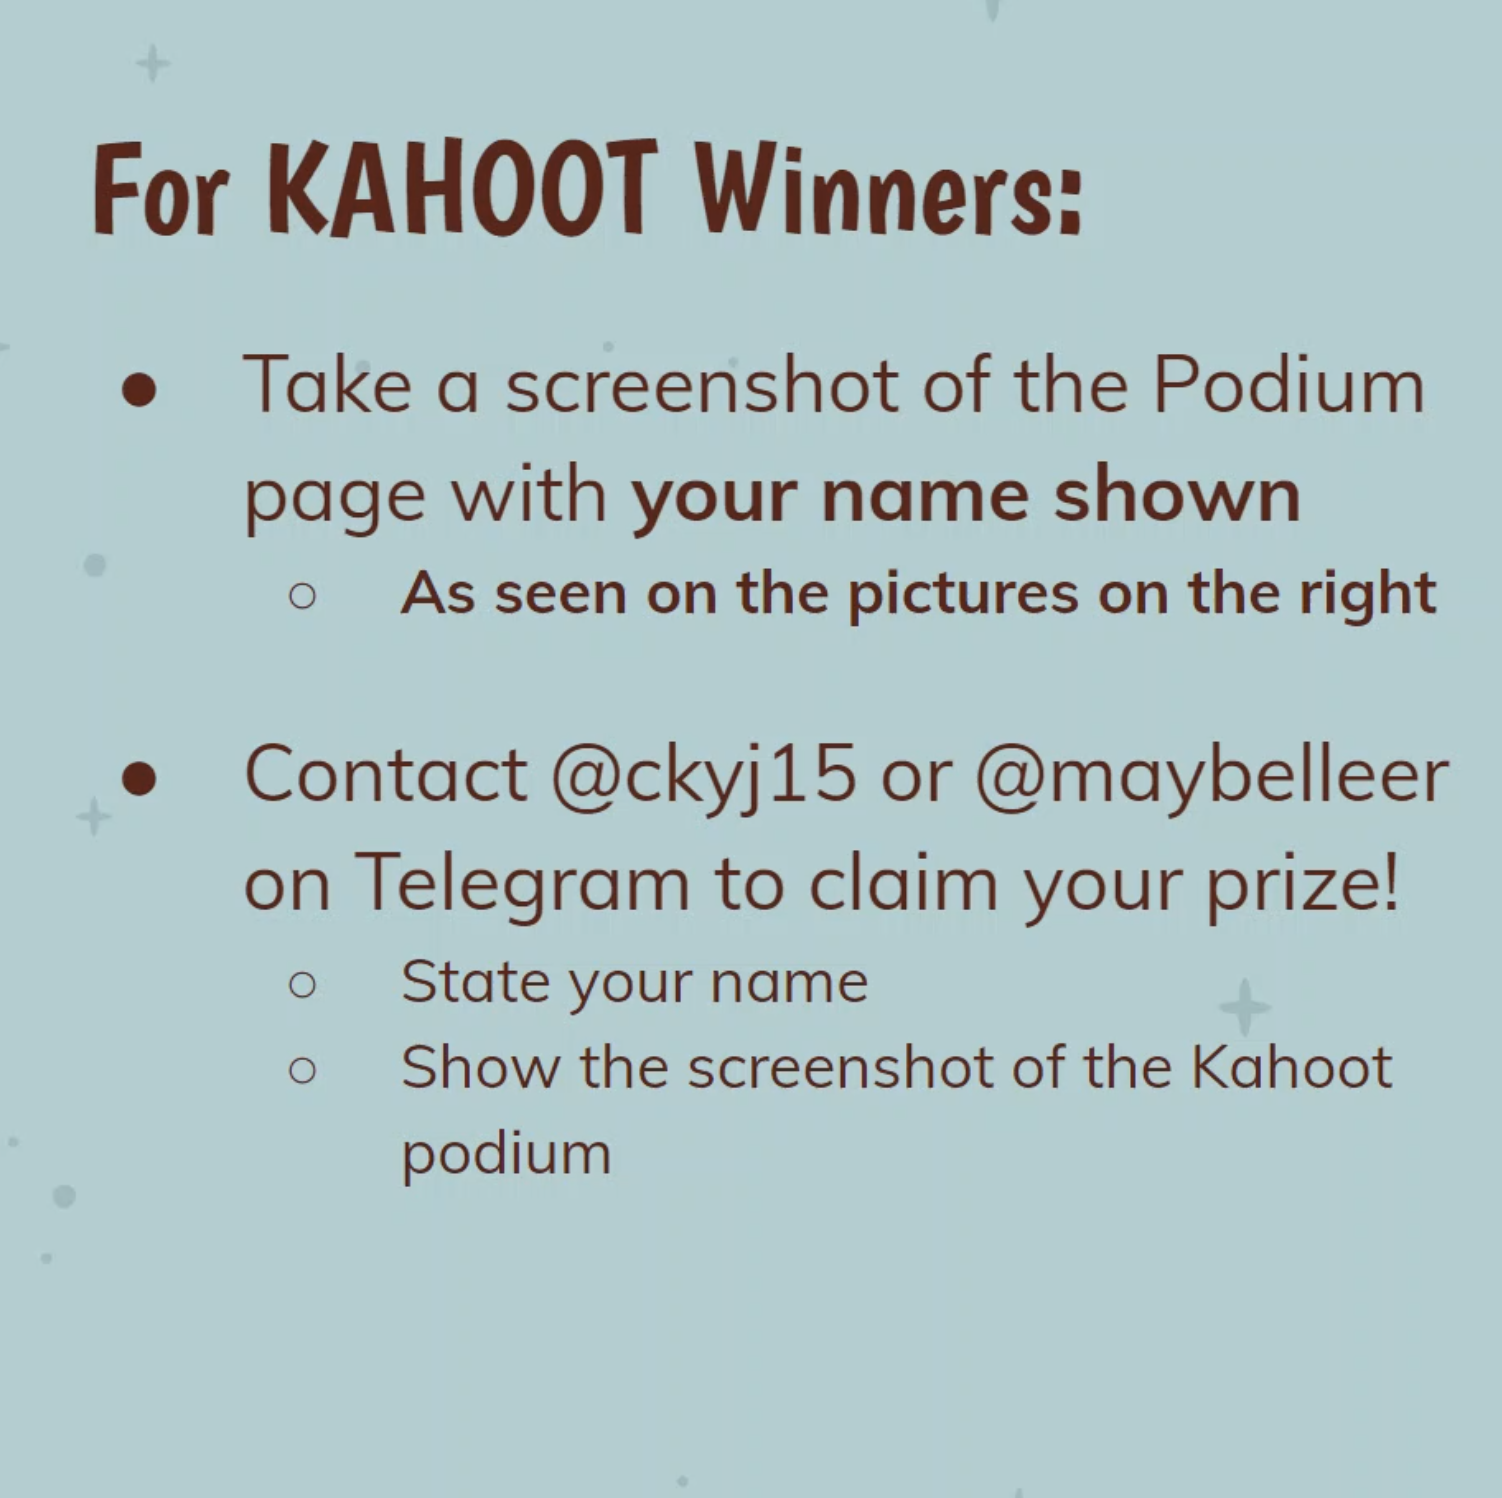 For KAHOOT Winners:
● Take a screenshot of the Podium
page with your name shown
○ As seen on the pictures on the right
● Contact @ckyj15 or @maybelleer
on Telegram to claim your prize!
○ State your name
○ Show the screenshot of the Kahoot
podium